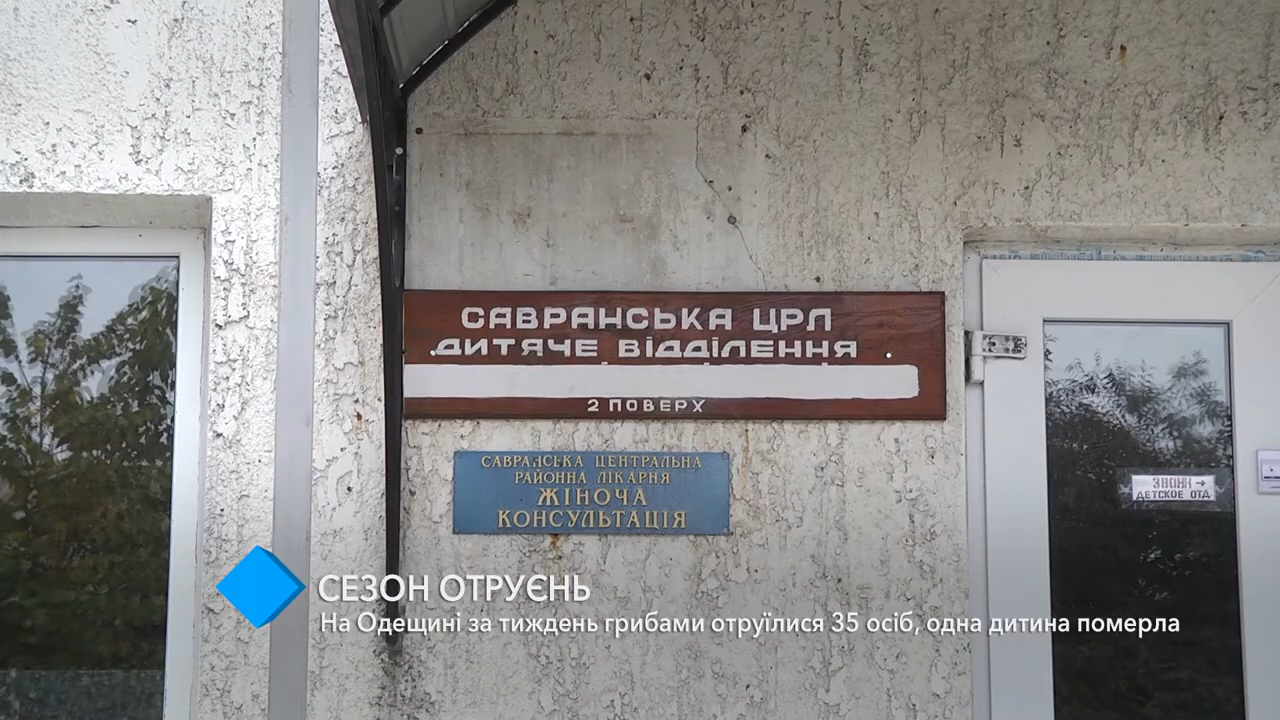 САВРАНСЬКА ЦРЛ
ДИТЯЧЕ ВІДДІЛЕННЯ
2 ПОВЕРХ
САВРАНСЬКА ЦЕНТРАЛЬНА
РАЙОННА ЛІКАРНЯ
ЖІНОЧА
КОНСУЛЬТАЦІЯ
ЗВОНИ →
ДЕТСКОЕ ОТД
СЕЗОН ОТРУЄНЬ
На Одещині за тиждень грибами отруїлися 35 осіб, одна дитина померла